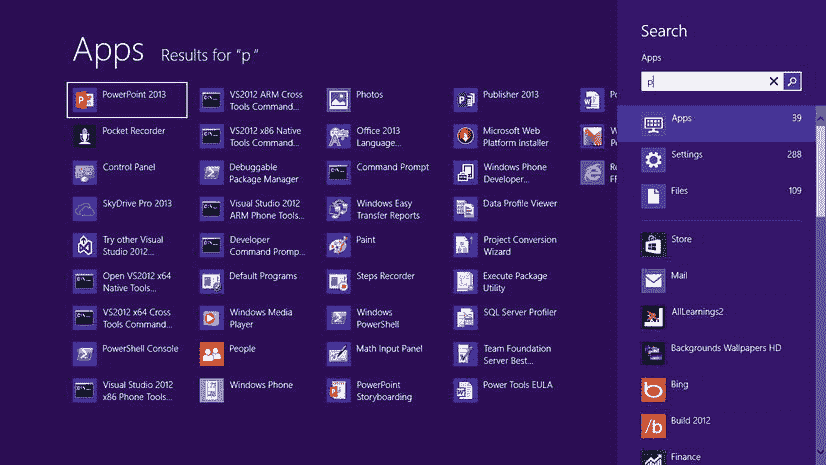 Apps Results for "p "
PowerPoint 2013
Pocket Recorder
Control Panel
SkyDrive Pro 2013
Try other Visual
Studio 2012...
Open VS2012 x64
Native Tools...
VS2012 x64 Cross
Tools Command...
PowerShell Console
Visual Studio 2012
x86 Phone Tools...
VS2012 ARM Cross
Tools Command...
VS2012 x86 Native
Tools Command...
Debuggable
Package Manager
Visual Studio 2012
ARM Phone Tools...
Developer
Command Promp...
Default Programs
Windows Media
Player
People
Windows Phone
Photos
Office 2013
Language...
Command Prompt
Windows Easy
Transfer Reports
Paint
Steps Recorder
Windows
PowerShell
Math Input Panel
PowerPoint
Storyboarding
Publisher 2013
Microsoft Web
Platform Installer
Windows Phone
Developer...
Data Profile Viewer
Project Conversion
Wizard
Execute Package
Utility
SQL Server Profiler
Team Foundation
Server Best...
Power Tools EULA
Search
Apps
p
Apps 39
Settings 288
Files 109
Store
Mail
AllLearnings2
Backgrounds Wallpapers HD
Bing
Build 2012
Finance